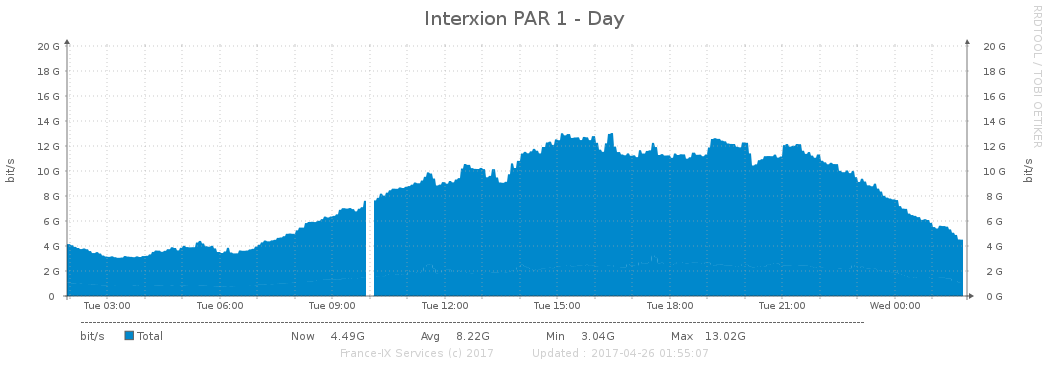 Interxion PAR 1 - Day
RRDTOOL / TOBI OETIKER
20 G 20 G
18 G 18 G
16 G 16 G
14 G 14 G
12 G 12 G
10 G 10 G
8 G 8 G
6 G 6 G
4 G 4 G
2 G 2 G
0 0 G
bit/s
bit/s
Tue 03:00 Tue 06:00 Tue 09:00 Tue 12:00 Tue 15:00 Tue 18:00 Tue 21:00 Wed 00:00
bit/s Total Now 4.49G Avg 8.22G Min 3.04G Max 13.02G
France-IX Services (c) 2017 Updated : 2017-04-26 01:55:07